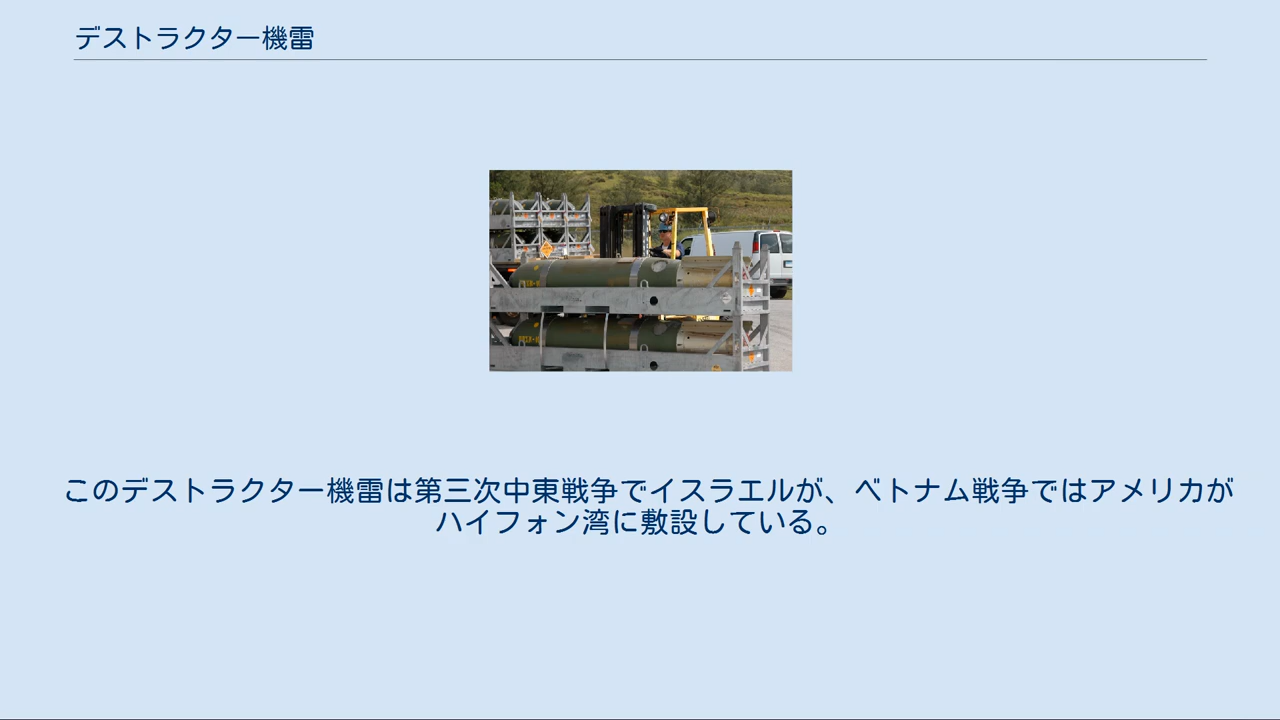 デストラクター機雷
このデストラクター機雷は第三次中東戦争でイスラエルが、ベトナム戦争ではアメリカが
ハイフォン湾に敷設している。